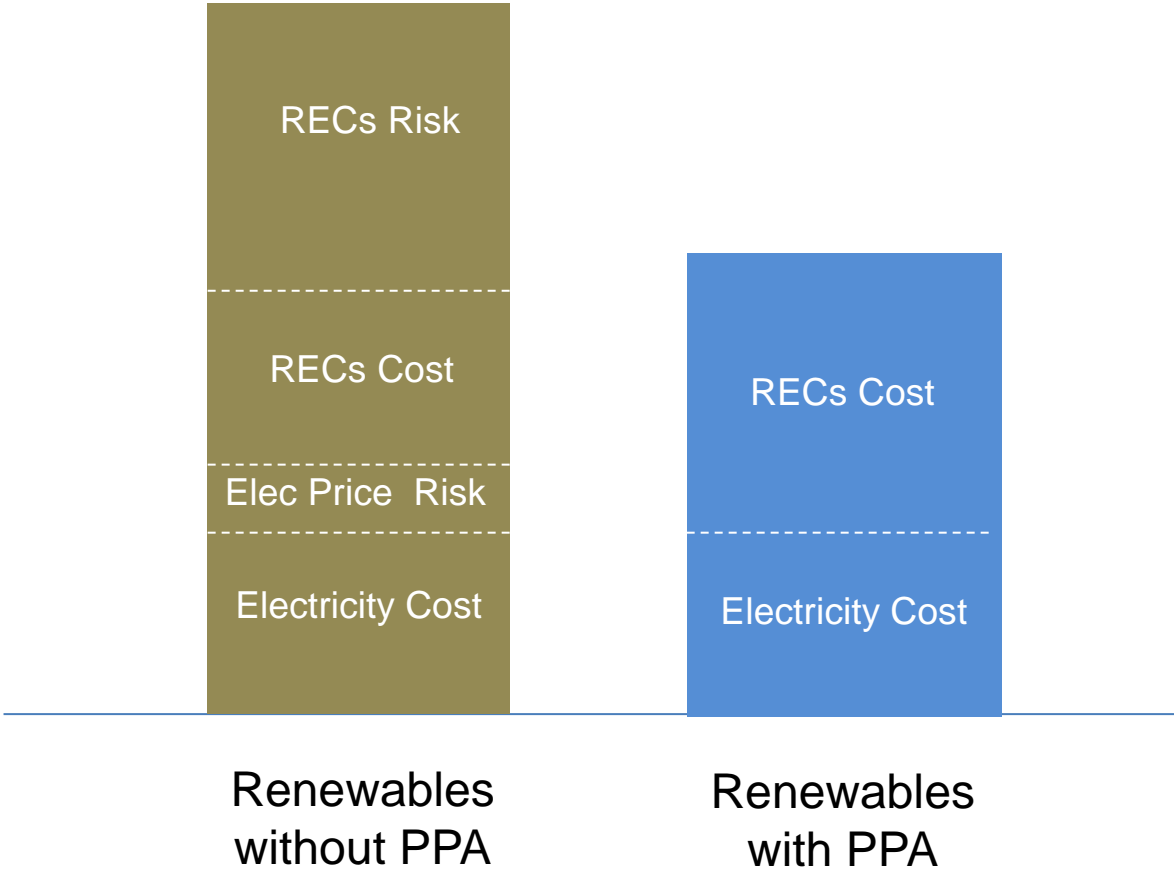 RECs Risk
RECs Cost
Elec Price  Risk
Electricity Cost
RECs Cost
Electricity Cost
Renewables
without PPA
Renewables
with PPA